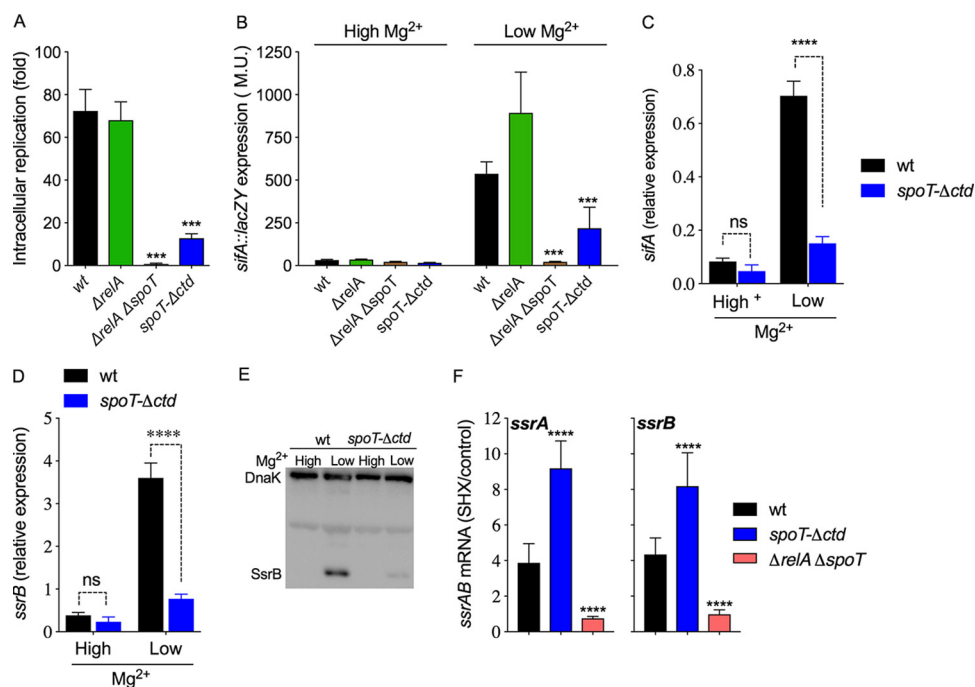 A
Intracellular replication (fold)
100
80
60
40
20
0
***
***
wt
ΔrelA
ΔrelA ΔspoT
spoT-Δctd
B
High Mg2+
Low Mg2+
sifA::lacZY expression ( M.U.)
1250
1000
750
500
250
0
***
***
wt
ΔrelA
ΔrelA ΔspoT
spoT-Δctd
wt
ΔrelA
ΔrelA ΔspoT
spoT-Δctd
C
sifA (relative expression)
0.8
0.6
0.4
0.2
0.0
ns
****
High +
Low
Mg2+
wt
spoT-Δctd
D
wt
spoT-Δctd
ssrB (relative expression)
5
4
3
2
1
0
ns
****
High
Low
Mg2+
E
wt
spoT-Δctd
Mg2+
High
Low
High
Low
DnaK
SsrB
F
ssrAB mRNA (SHX/control)
12
10
8
6
4
2
0
ssrA
****
****
ssrB
****
****
wt
spoT-Δctd
ΔrelA ΔspoT